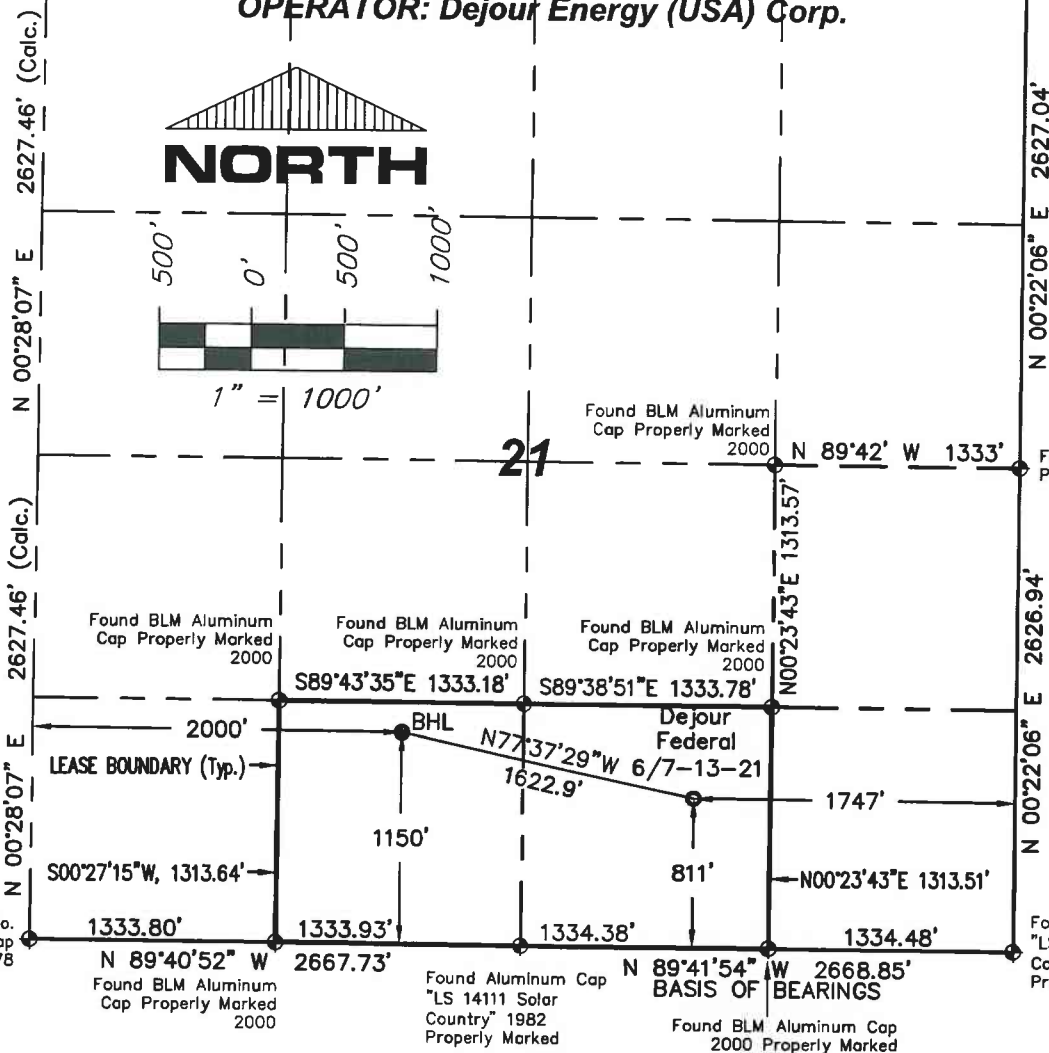 OPERATOR: Dejour Energy (USA) Corp.
N 00°28'07" E 2627.46' (Calc.)
NORTH
N 00°22'06" E 2627.04'
500'
0'
500'
1000'
1" = 1000'
Found BLM Aluminum
Cap Properly Marked
2000
21
N 89°42' W 1333'
N 00°28'07" E 2627.46' (Calc.)
N00°23'43"E 1313.57'
N 00°22'06" E 2626.94'
Found BLM Aluminum
Cap Properly Marked
2000
Found BLM Aluminum
Cap Properly Marked
2000
Found BLM Aluminum
Cap Properly Marked
2000
S89°43'35"E 1333.18'
S89°38'51"E 1333.78'
2000'
BHL
Dejour
Federal
6/7-13-21
N77°37'29"W
1622.9'
LEASE BOUNDARY (Typ.)
1747'
1150'
811'
S00°27'15"W, 1313.64'
N00°23'43"E 1313.51'
1333.80'
1333.93'
1334.38'
1334.48'
N 89°40'52" W 2667.73'
N 89°41'54" W 2668.85'
BASIS OF BEARINGS
Found BLM Aluminum
Cap Properly Marked
2000
Found Aluminum Cap
"LS 14111 Solar
Country" 1982
Properly Marked
Found BLM Aluminum Cap
2000 Properly Marked